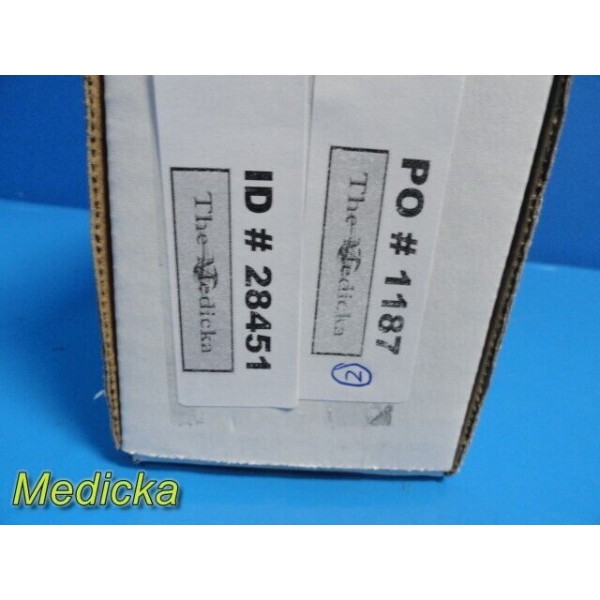 ID # 28451
The Medicka
PO # 1187
The Medicka
2
Medicka